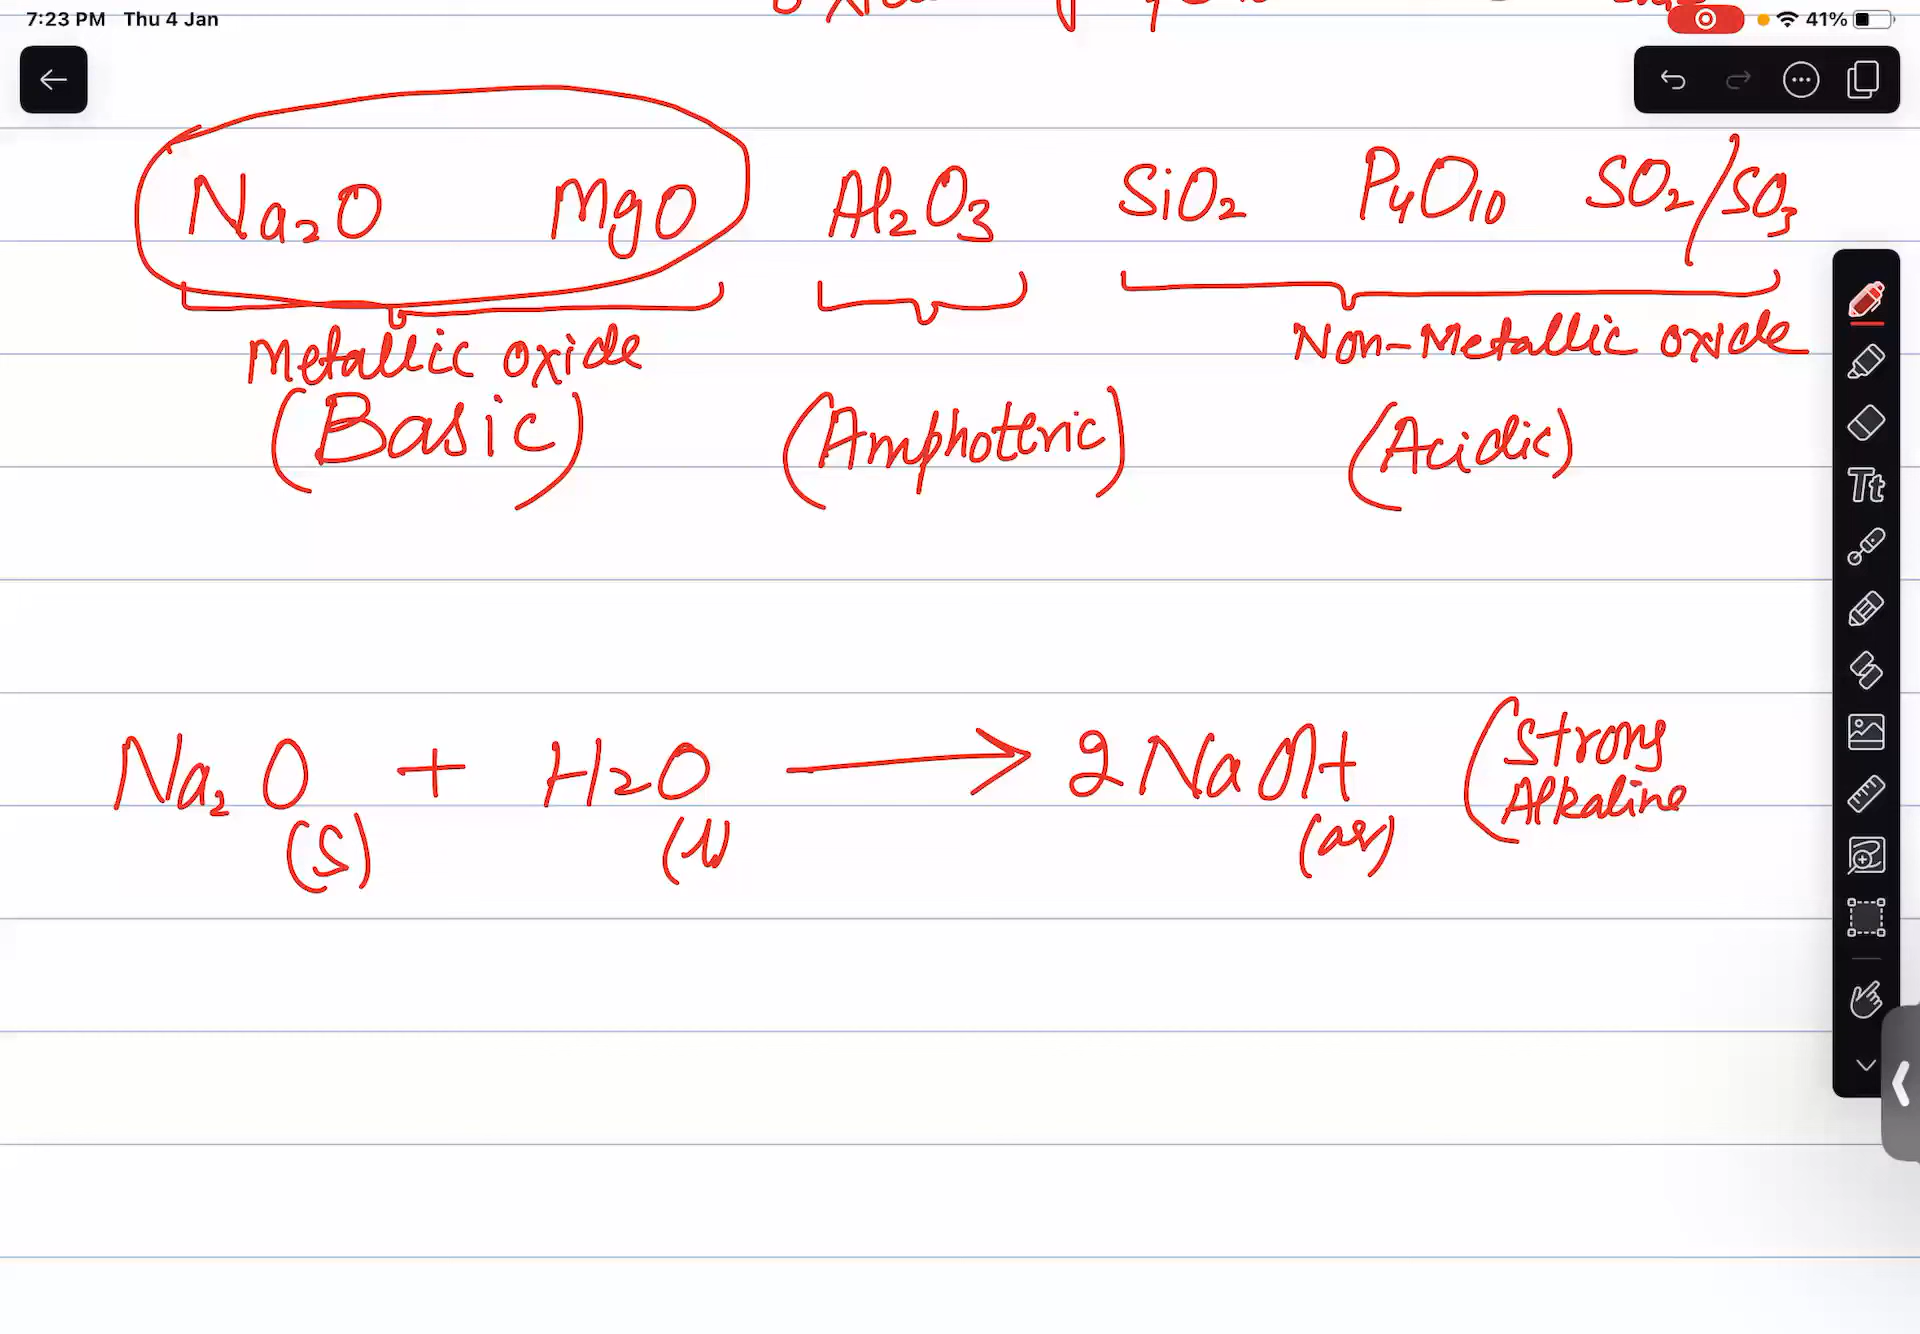 7:23 PM Thu 4 Jan
41%
Na₂O MgO Al₂O₃ SiO₂ P₄O₁₀ SO₂/SO₃
Metallic oxide Non-Metallic oxide
(Basic) (Amphoteric) (Acidic)
Na₂O + H₂O → 2NaOH (Strong
Alkaline
(s) (l) (aq)
Tt